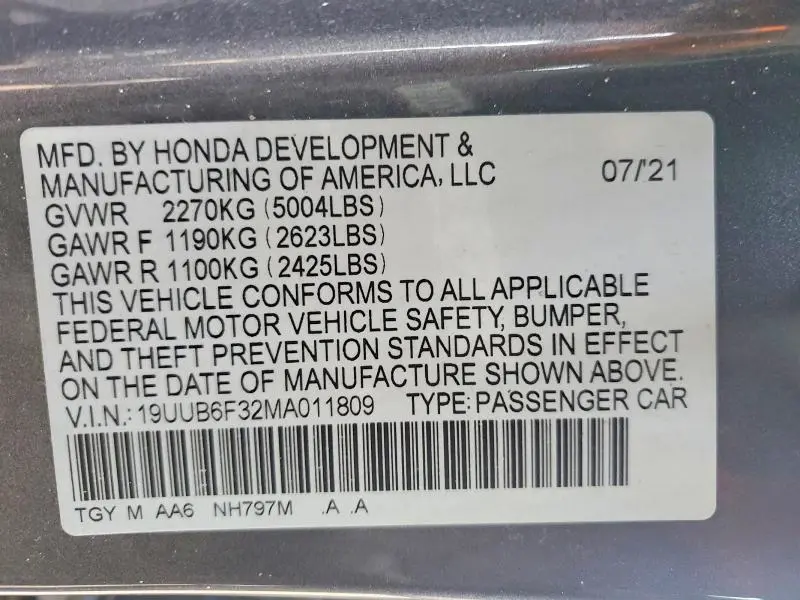 MFD. BY HONDA DEVELOPMENT &
MANUFACTURING OF AMERICA, LLC 07/'21
GVWR 2270KG (5004LBS)
GAWR F 1190KG (2623LBS)
GAWR R 1100KG (2425LBS)
THIS VEHICLE CONFORMS TO ALL APPLICABLE
FEDERAL MOTOR VEHICLE SAFETY, BUMPER,
AND THEFT PREVENTION STANDARDS IN EFFECT
ON THE DATE OF MANUFACTURE SHOWN ABOVE.
V.I.N.: 19UUB6F32MA011809 TYPE: PASSENGER CAR
TGY M AA6 NH797M .A .A